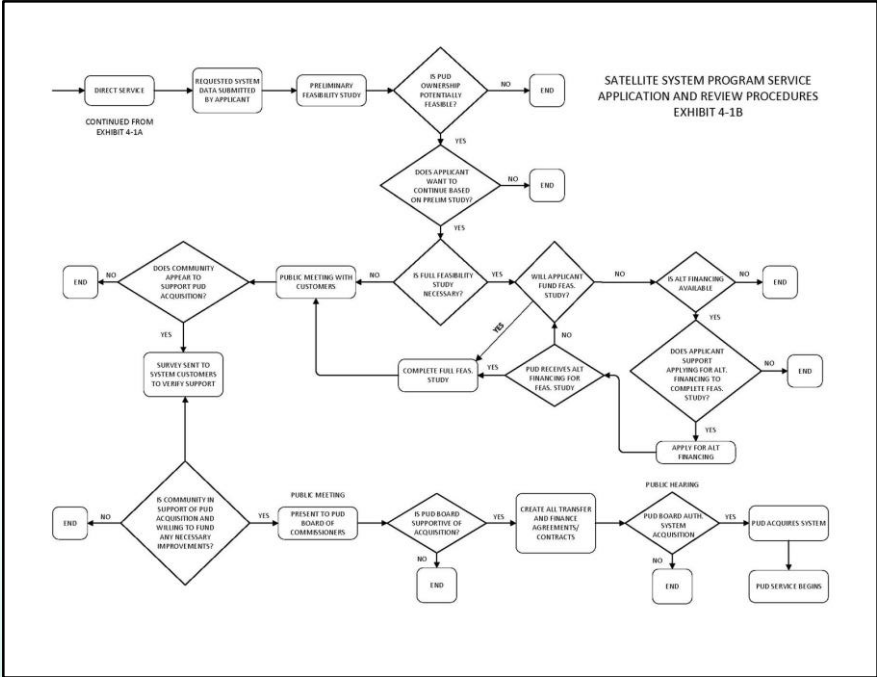 SATELLITE SYSTEM PROGRAM SERVICE
APPLICATION AND REVIEW PROCEDURES
EXHIBIT 4-1B
DIRECT SERVICE
CONTINUED FROM
EXHIBIT 4-1A
REQUESTED SYSTEM
DATA SUBMITTED
BY APPLICANT
PRELIMINARY
FEASIBILITY STUDY
IS PUD
OWNERSHIP
POTENTIALLY
FEASIBLE?
NO
END
YES
DOES APPLICANT
WANT TO
CONTINUE BASED
ON PRELIM STUDY?
NO
END
YES
IS FULL FEASIBILITY
STUDY
NECESSARY?
NO
PUBLIC MEETING WITH
CUSTOMERS
DOES COMMUNITY
APPEAR TO
SUPPORT PUD
ACQUISITION?
NO
END
YES
SURVEY SENT TO
SYSTEM CUSTOMERS
TO VERIFY SUPPORT
YES
WILL APPLICANT
FUND FEAS.
STUDY?
NO
IS ALT FINANCING
AVAILABLE
NO
END
YES
DOES APPLICANT
SUPPORT
APPLYING FOR ALT.
FINANCING TO
COMPLETE FEAS.
STUDY?
NO
END
YES
APPLY FOR ALT
FINANCING
YES
NO
PUD RECEIVES ALT
FINANCING FOR
FEAS. STUDY
YES
COMPLETE FULL FEAS.
STUDY
IS COMMUNITY IN
SUPPORT OF PUD
ACQUISITION AND
WILLING TO FUND
ANY NECESSARY
IMPROVEMENTS?
NO
END
YES
PUBLIC MEETING
PRESENT TO PUD
BOARD OF
COMMISSIONERS
IS PUD BOARD
SUPPORTIVE OF
ACQUISITION?
NO
END
YES
CREATE ALL TRANSFER
AND FINANCE
AGREEMENTS/
CONTRACTS
PUBLIC HEARING
PUD BOARD AUTH.
SYSTEM
ACQUISITION
NO
END
YES
PUD ACQUIRES SYSTEM
PUD SERVICE BEGINS